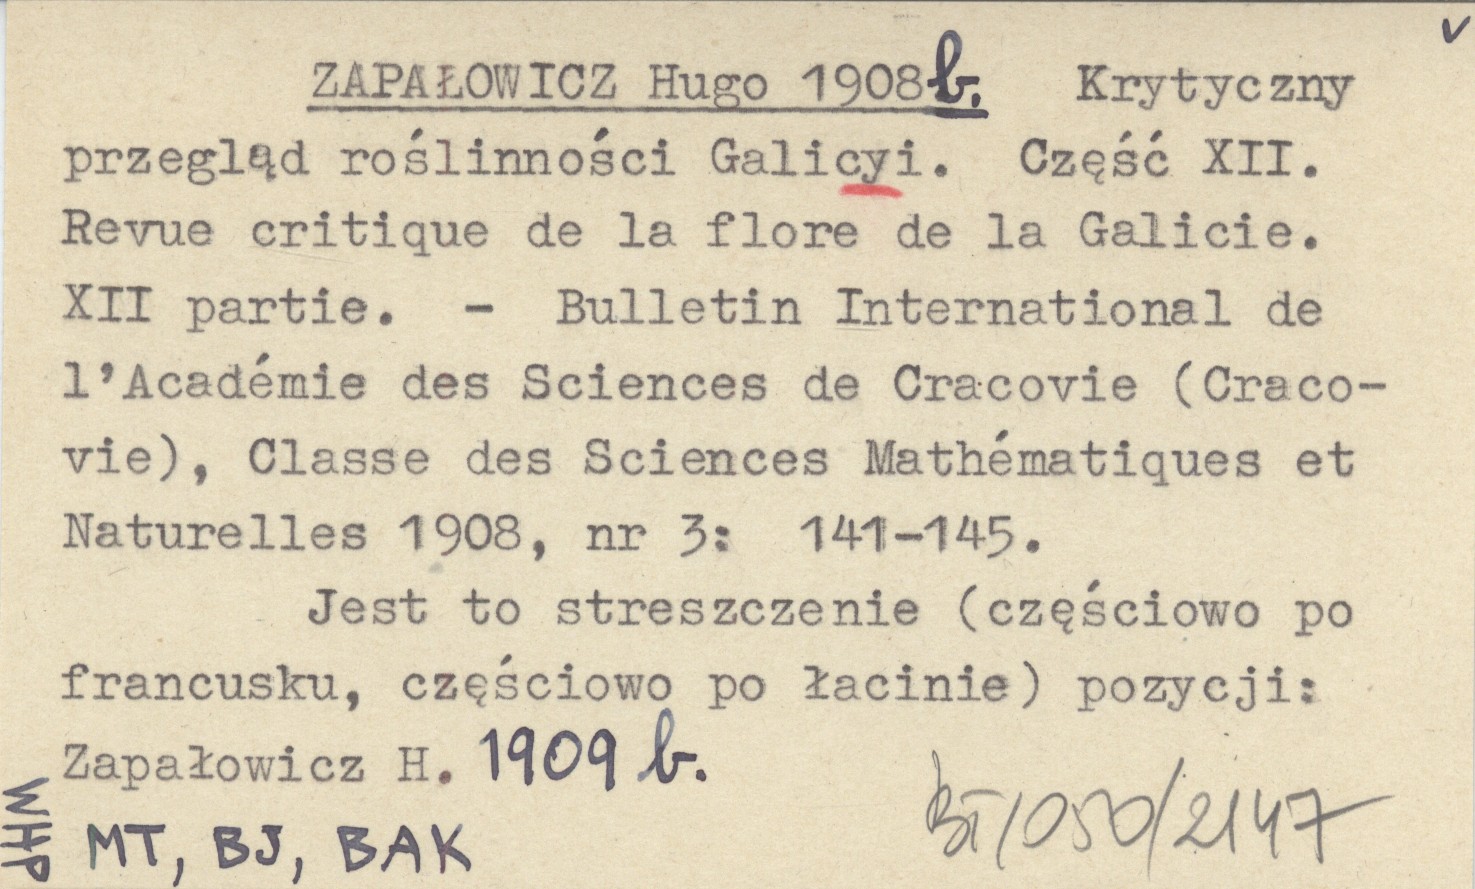 v
ZAPAŁOWICZ Hugo 1908b. Krytyczny
przegląd roślinności Galicyi. Część XII.
Revue critique de la flore de la Galicie.
XII partie. - Bulletin International de
l'Académie des Sciences de Cracovie (Craco-
vie), Classe des Sciences Mathématiques et
Naturelles 1908, nr 3: 141-145.
Jest to streszczenie (częściowo po
francusku, częściowo po łacinie) pozycji:
Zapałowicz H. 1909 b.
WHP
MT, BJ, BAK
BT/050/2147